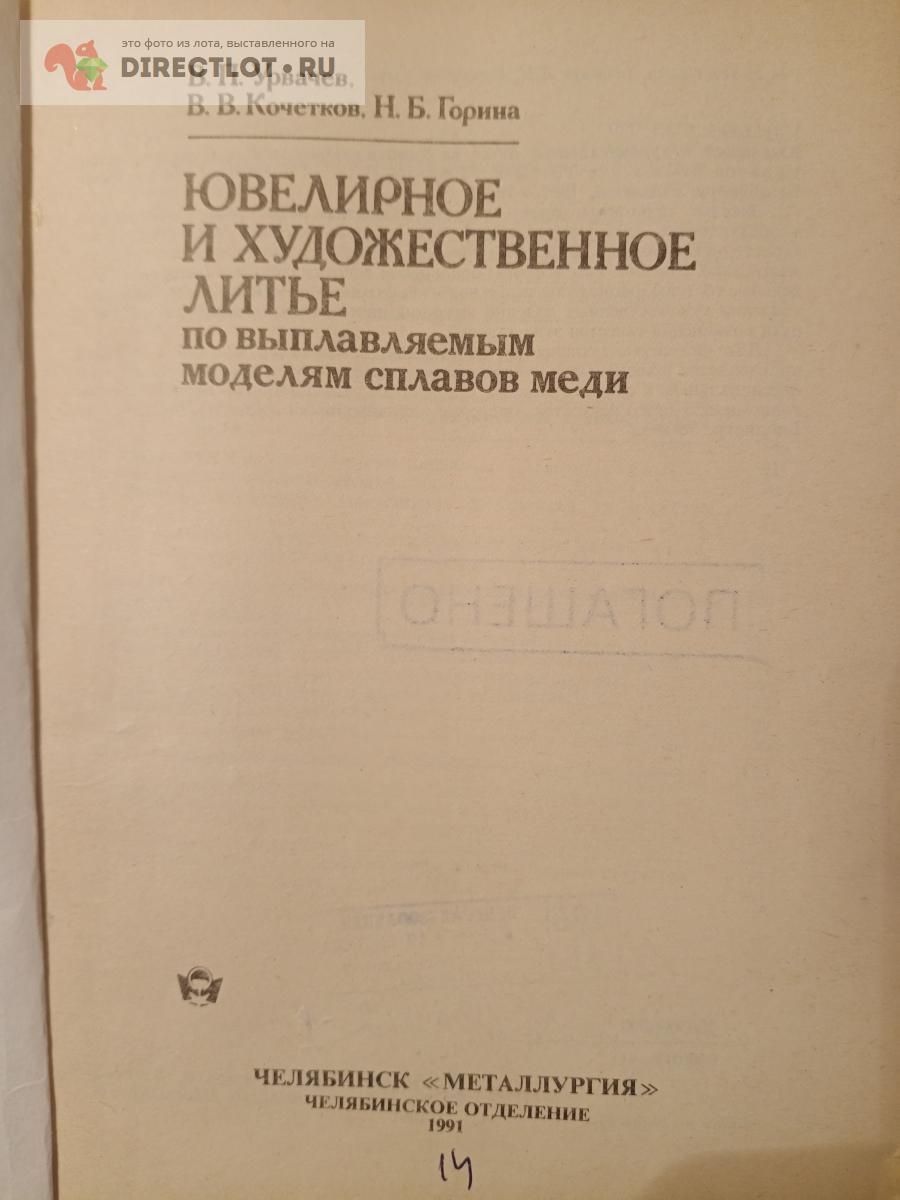 это фото из лота, выставленного на
DIRECTLOT.RU
В. П. Урвачев,
В. В. Кочетков, Н. Б. Горина
ЮВЕЛИРНОЕ
И ХУДОЖЕСТВЕННОЕ
ЛИТЬЕ
по выплавляемым
моделям сплавов меди
ПОГАШЕНО
ЧЕЛЯБИНСК «МЕТАЛЛУРГИЯ»
ЧЕЛЯБИНСКОЕ ОТДЕЛЕНИЕ
1991
14